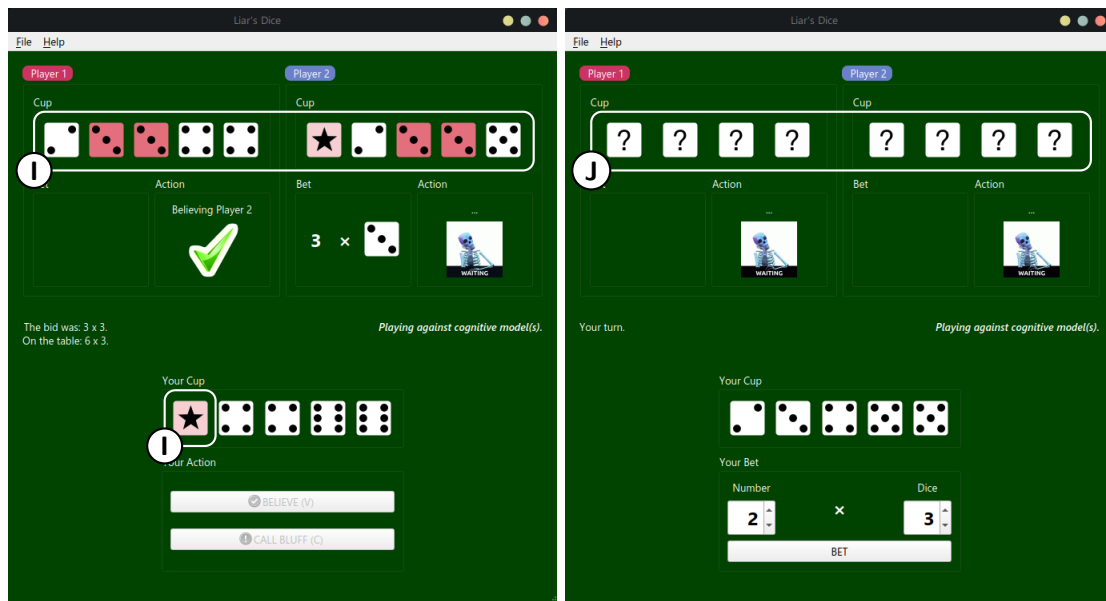 Liar's Dice
File Help
Player 1
Player 2
Cup
Cup
I
Action
Bet
Action
Believing Player 2
...
3 ×
WAITING
The bid was: 3 x 3.
On the table: 6 x 3.
Playing against cognitive model(s).
Your Cup
I
Your Action
BELIEVE (V)
CALL BLUFF (C)
Liar's Dice
File Help
Player 1
Player 2
Cup
Cup
? ? ? ? ? ? ? ?
J
Action
Bet
Action
...
...
WAITING
WAITING
Your turn.
Playing against cognitive model(s).
Your Cup
Your Bet
Number
Dice
2 × 3
BET